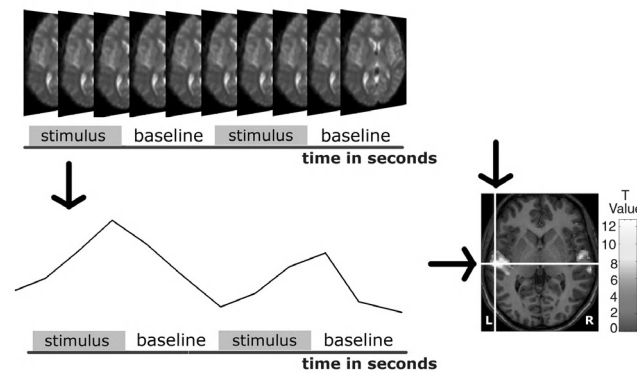 stimulus baseline stimulus baseline
time in seconds
T
Value
12
10
8
6
4
2
0
L R
stimulus baseline stimulus baseline
time in seconds